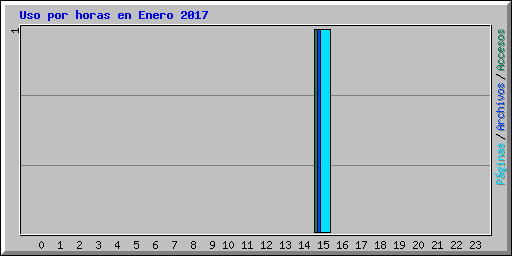 Uso por horas en Enero 2017
1
0 1 2 3 4 5 6 7 8 9 10 11 12 13 14 15 16 17 18 19 20 21 22 23
Páginas/Archivos/Accesos